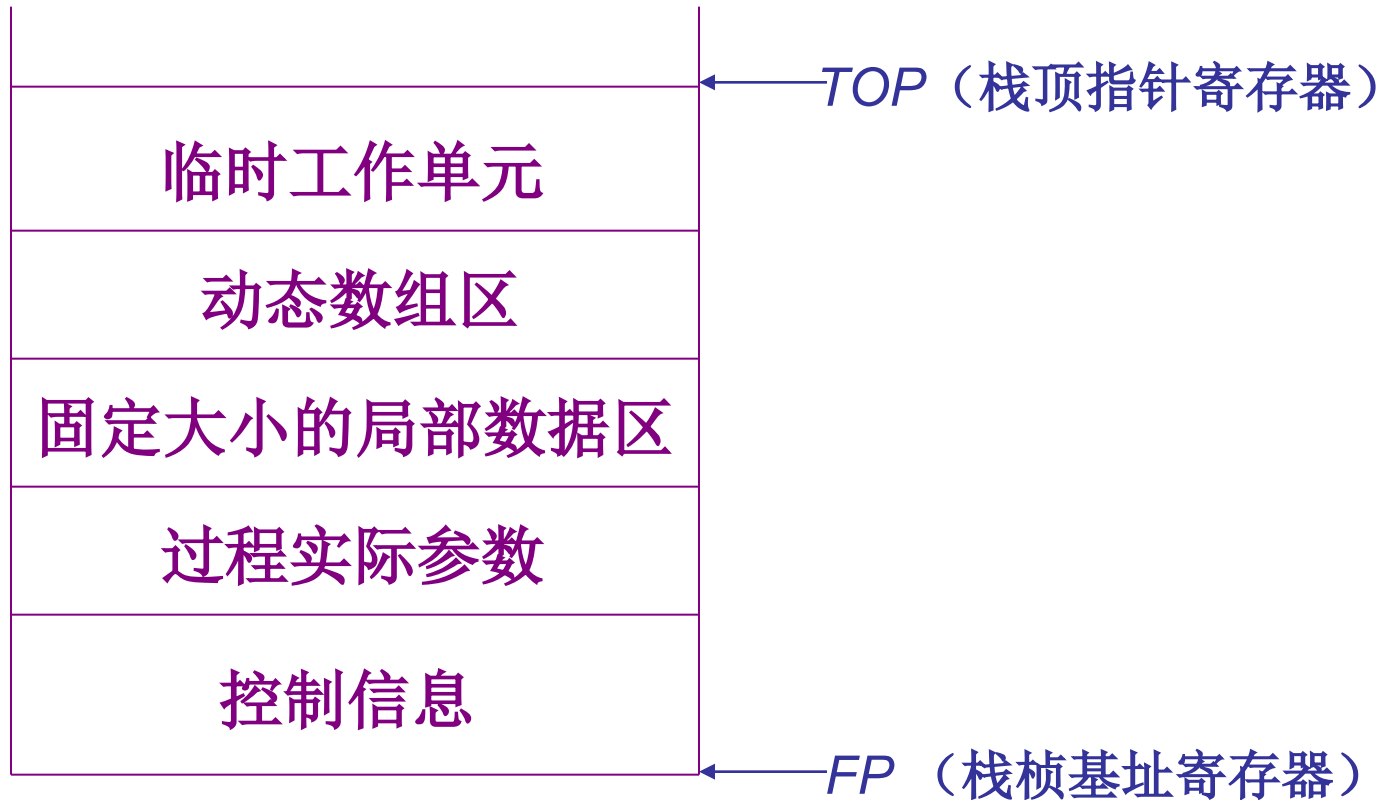 TOP（栈顶指针寄存器）
临时工作单元
动态数组区
固定大小的局部数据区
过程实际参数
控制信息
FP （栈桢基址寄存器）